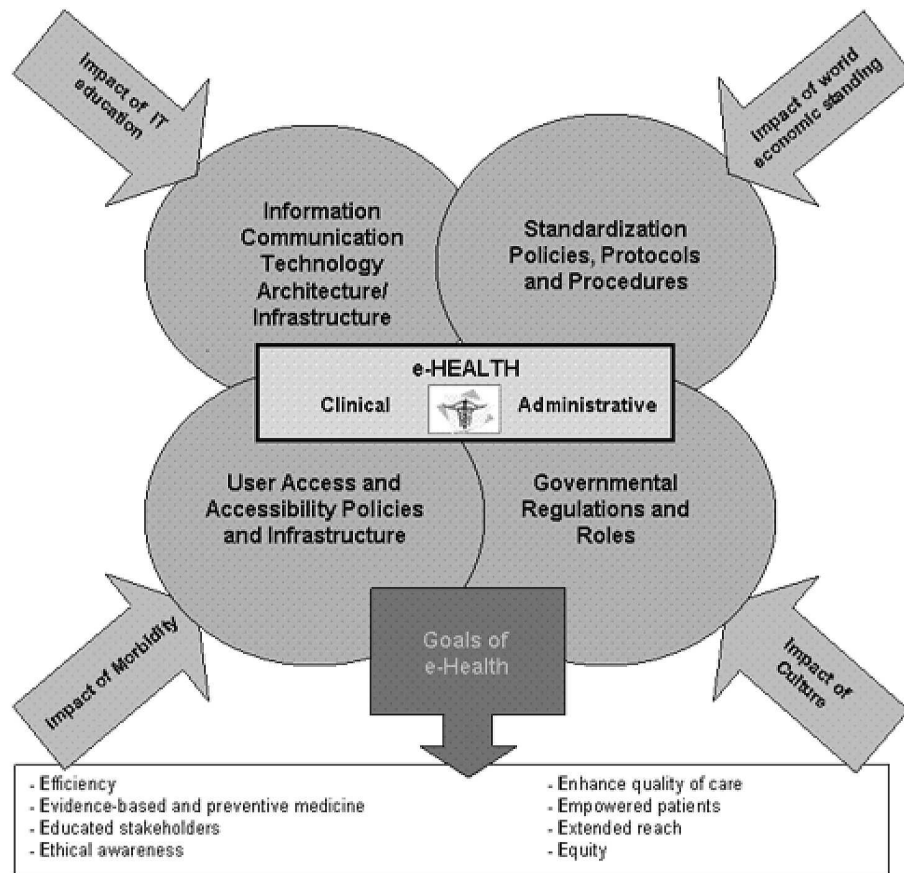 Impact of IT
education
Impact of world
economic standing
Information
Communication
Technology
Architecture/
Infrastructure
Standardization
Policies, Protocols
and Procedures
e-HEALTH
Clinical
Administrative
User Access and
Accessibility Policies
and Infrastructure
Governmental
Regulations and
Roles
Impact of Morbidity
Goals of
e-Health
Impact of
Culture
- Efficiency
- Evidence-based and preventive medicine
- Educated stakeholders
- Ethical awareness
- Enhance quality of care
- Empowered patients
- Extended reach
- Equity